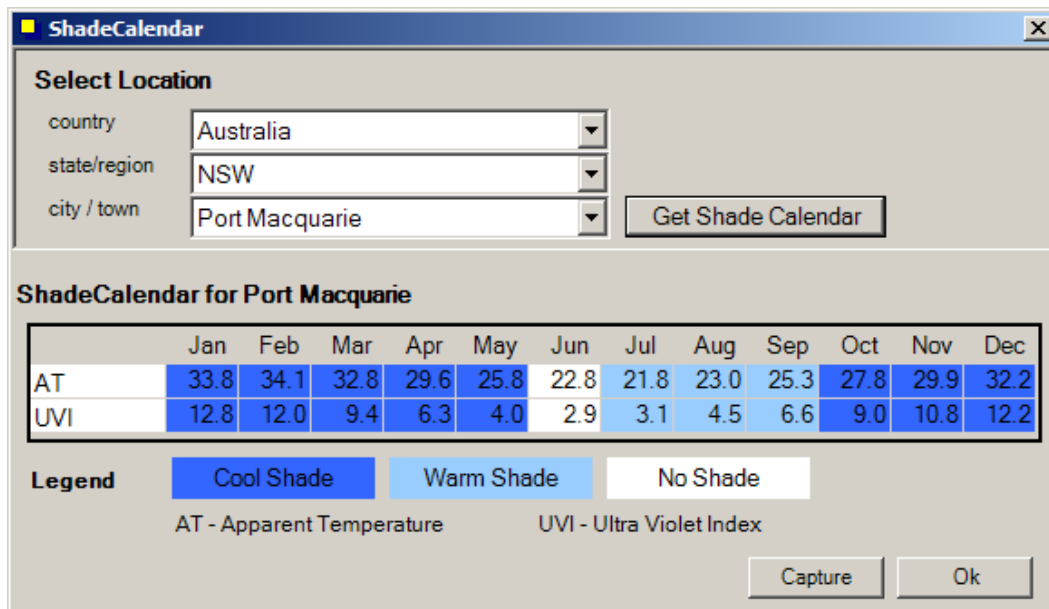 ShadeCalendar
Select Location
country Australia
state/region NSW
city / town Port Macquarie Get Shade Calendar
ShadeCalendar for Port Macquarie
Jan Feb Mar Apr May Jun Jul Aug Sep Oct Nov Dec
AT 33.8 34.1 32.8 29.6 25.8 22.8 21.8 23.0 25.3 27.8 29.9 32.2
UVI 12.8 12.0 9.4 6.3 4.0 2.9 3.1 4.5 6.6 9.0 10.8 12.2
Legend Cool Shade Warm Shade No Shade
AT - Apparent Temperature UVI - Ultra Violet Index
Capture Ok